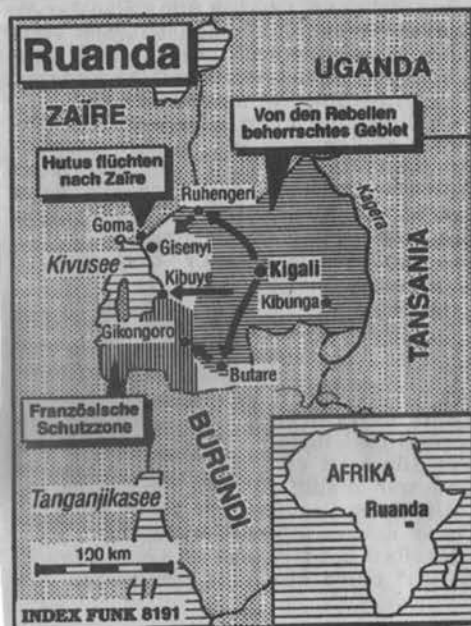 Ruanda
UGANDA
ZAÏRE
Von den Rebellen
beherrschtes Gebiet
Hutus flüchten
nach Zaïre
Ruhengeri
Kagera
Goma
Gisenyi
Kivusee
Kigali
Kibuye
Kibunga
TANSANIA
Gikongoro
Butare
Französische
Schutzzone
BURUNDI
AFRIKA
Ruanda
Tanganjikasee
100 km
INDEX FUNK 8191